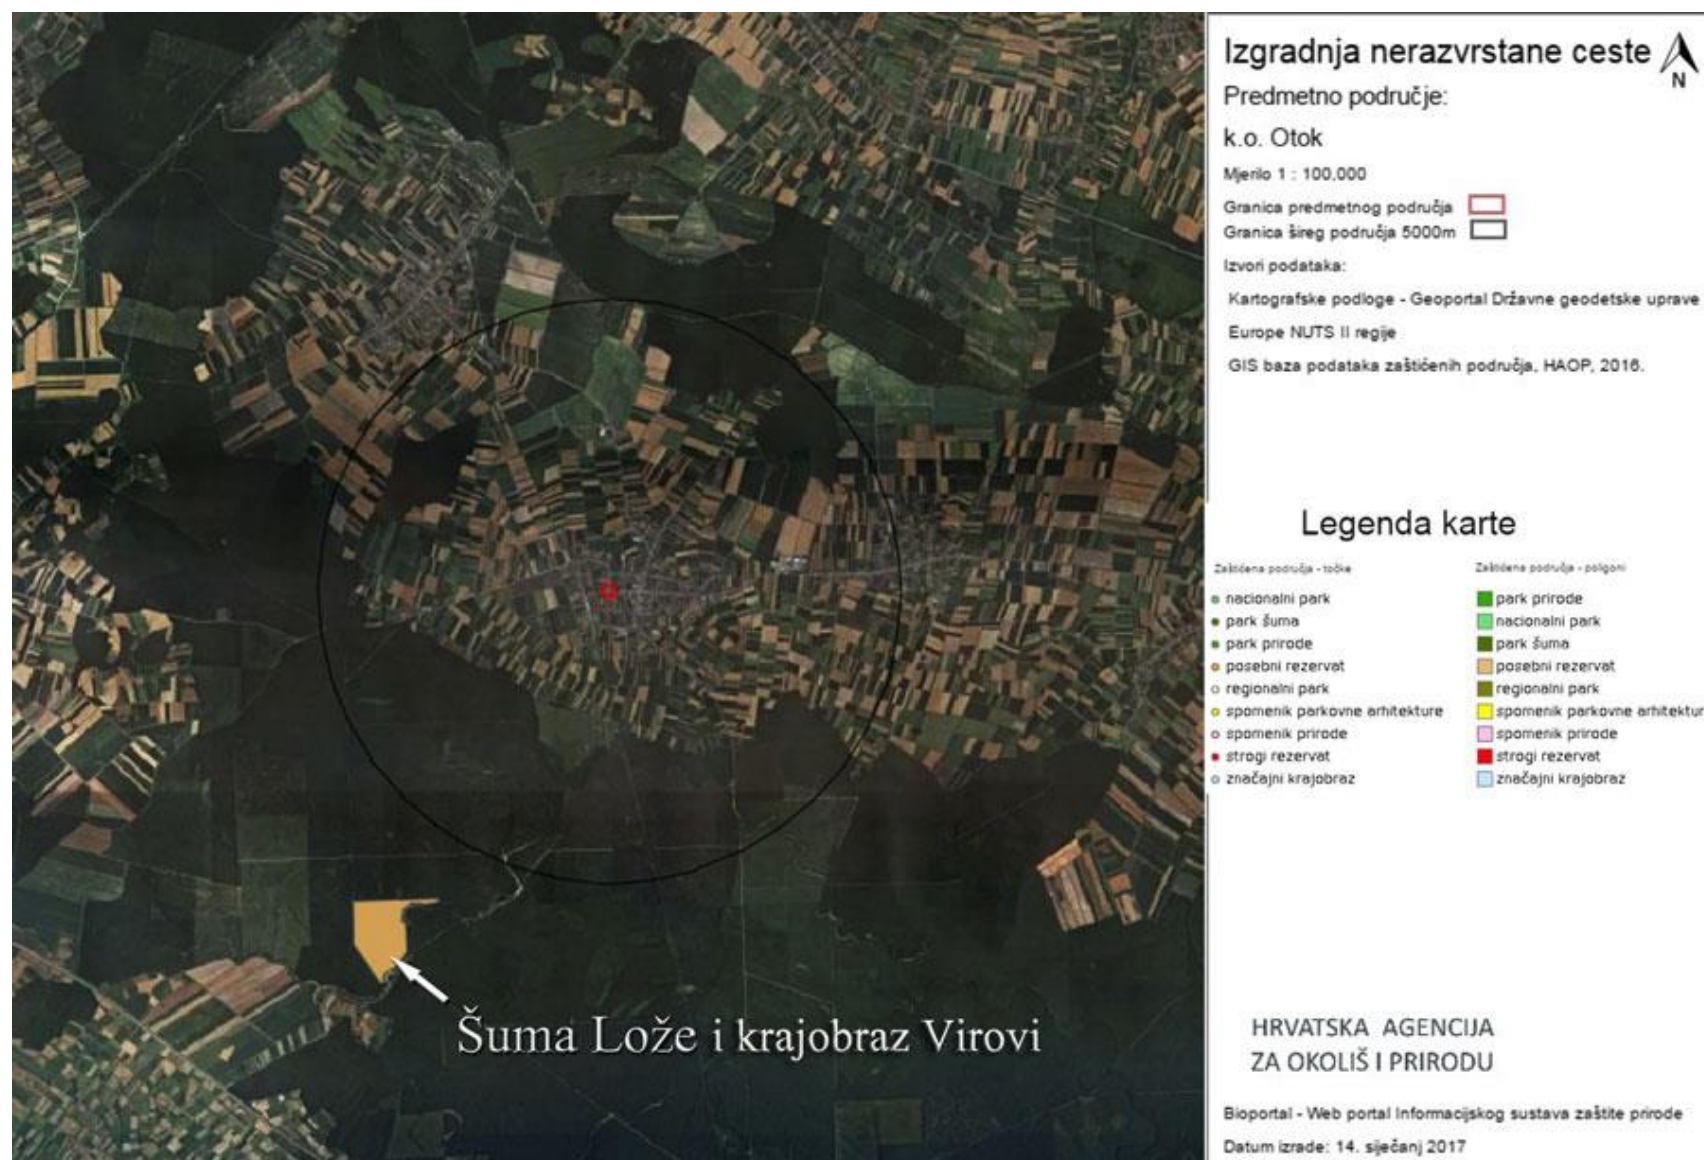 Izgradnja nerazvrstane ceste
N
Predmetno područje:
k.o. Otok
Mjerilo 1 : 100,000
Granica predmetnog područja
Granica šireg područja 5000m
Izvori podataka:
Kartografske podloge - Geoportal Državne geodetske uprave
Europe NUTS II regije
GIS baza podataka zaštićenih područja, HAOP, 2016.
Legenda karte
Zaštićena područja - točke
nacionalni park
park šuma
park prirode
posebni rezervat
regionalni park
spomenik parkovne arhitekture
spomenik prirode
strogi rezervat
značajni krajobraz
Zaštićena područja - poligoni
park prirode
nacionalni park
park šuma
posebni rezervat
regionalni park
spomenik parkovne arhitektur
spomenik prirode
strogi rezervat
značajni krajobraz
Šuma Lože i krajobraz Virovi
HRVATSKA AGENCIJA
ZA OKOLIŠ I PRIRODU
Bioportal - Web portal Informacijskog sustava zaštite prirode
Datum izrade: 14. siječanj 2017